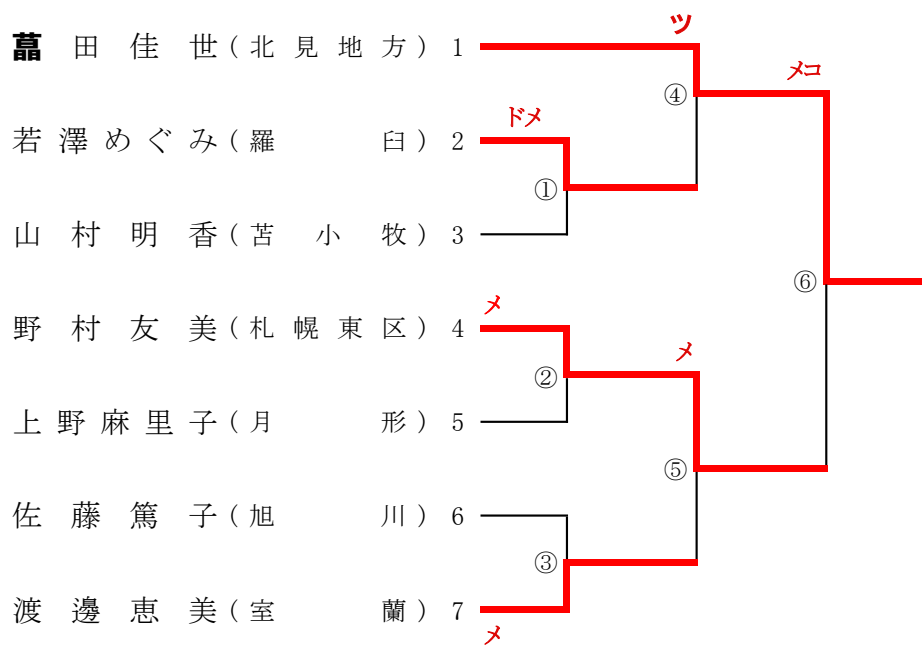 ツ
藠田佳世(北見地方) 1
メコ
④
ドメ
若澤めぐみ(羅臼) 2
①
山村明香(苫小牧) 3
⑥
メ
野村友美(札幌東区) 4
メ
②
上野麻里子(月形) 5
⑤
佐藤篤子(旭川) 6
③
渡邊恵美(室蘭) 7
メ